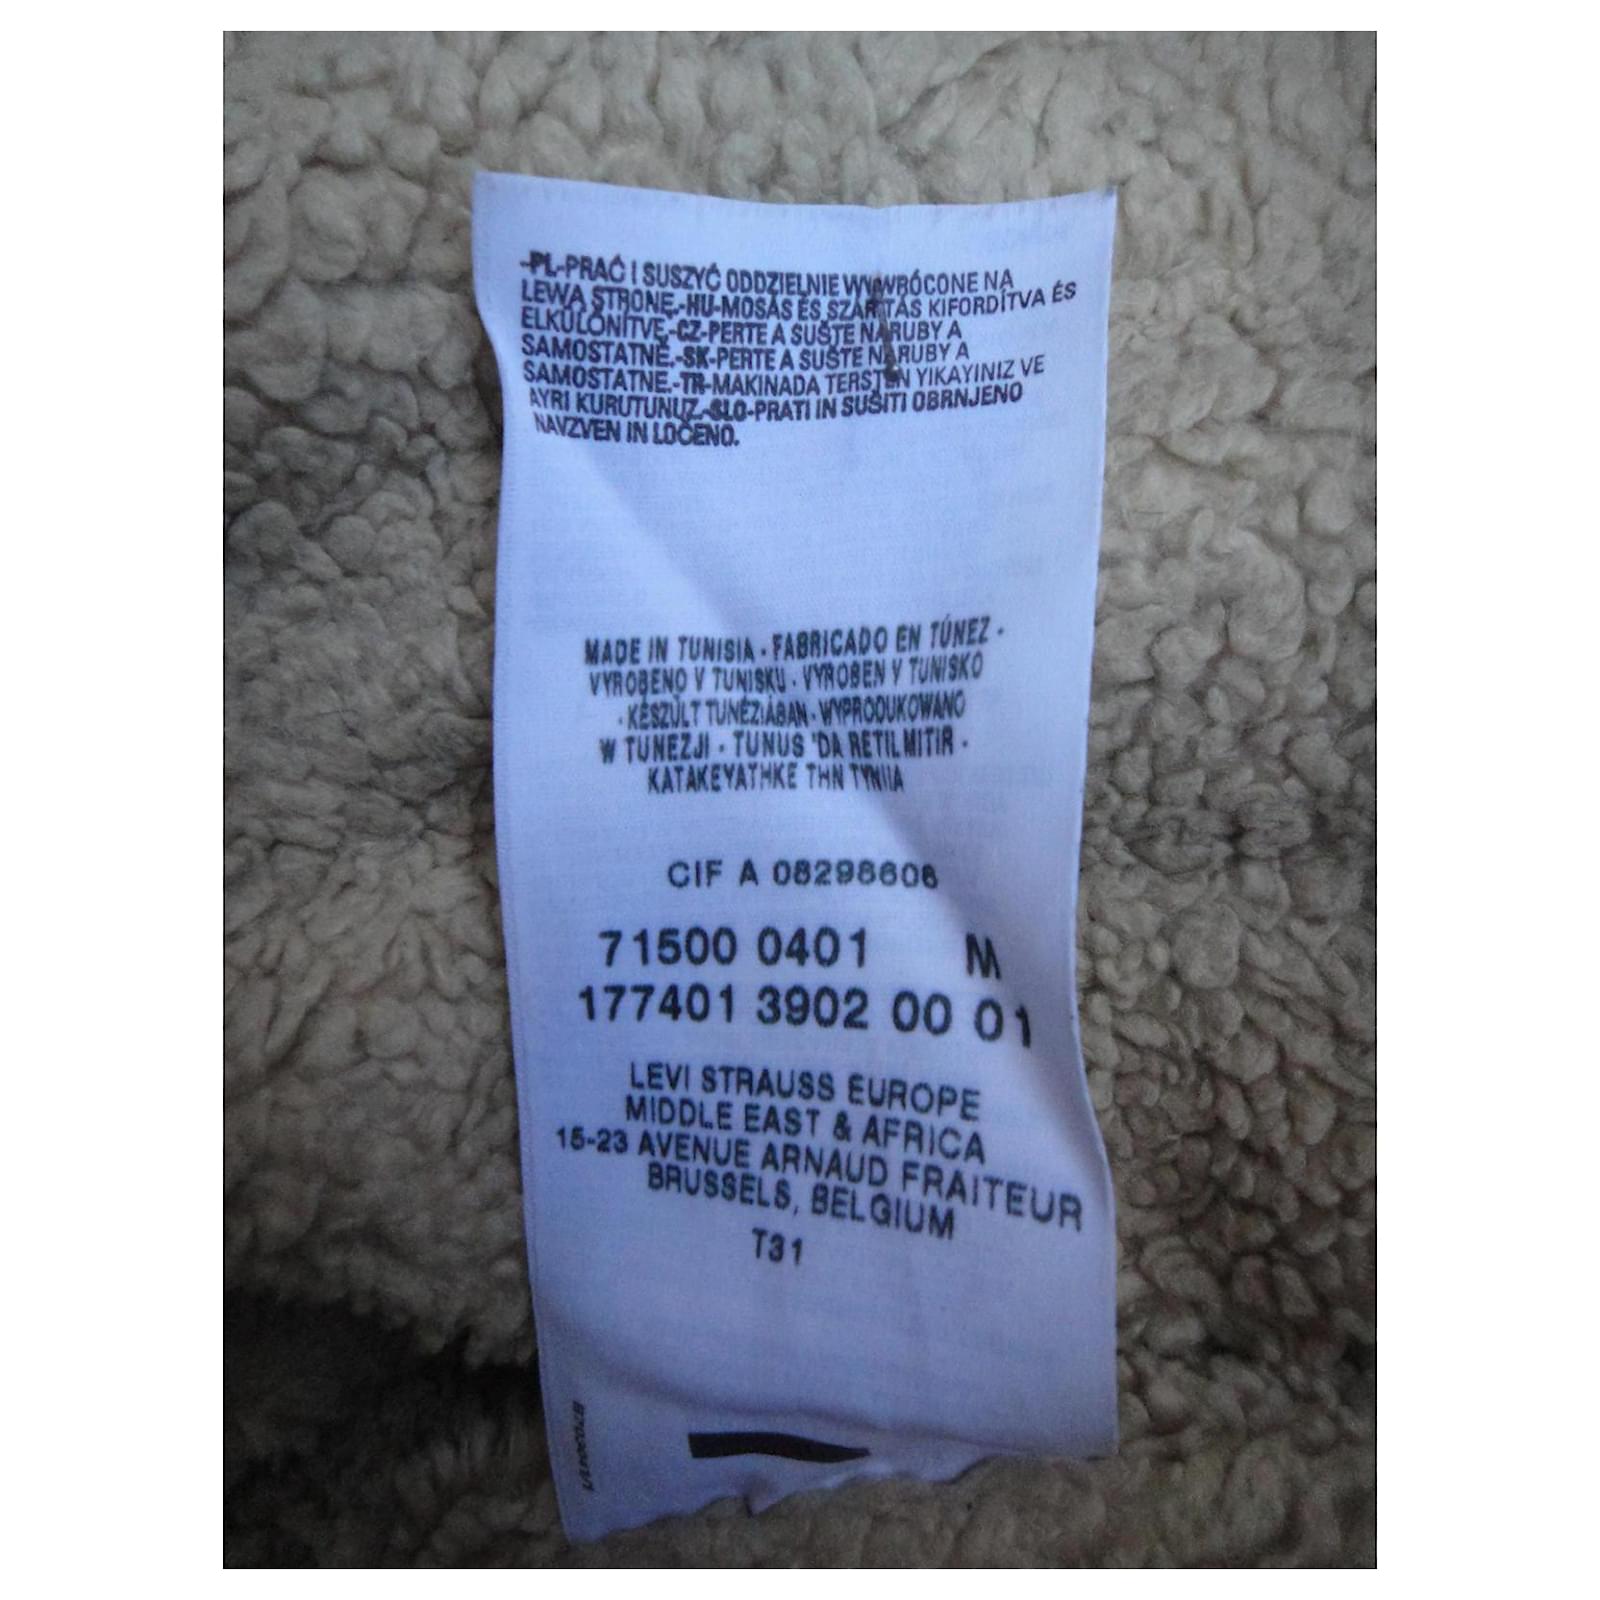 -PL-PRAĆ I SUSZYĆ ODDZIELNIE WYWRÓCONE NA
LEWA STRONĘ.-HU-MOSÁS ÉS SZÁRÍTÁS KIFORDÍTVA ÉS
ELKÜLÖNÍTVE.-CZ-PERTE A SUŠTE NARUBY A
SAMOSTATNĚ.-SK-PERTE A SUŠTE NARUBY A
SAMOSTATNE.-TR-MAKINADA TERSTEN YIKAYINIZ VE
AYRI KURUTUNUZ.-SLO-PRATI IN SUŠITI OBRNJENO
NAVZVEN IN LOČENO.
MADE IN TUNISIA · FABRICADO EN TÚNEZ ·
VYROBENO V TUNISKU · VYROBEN V TUNISKO
· KÉSZÜLT TUNÉZIÁBAN · WYPRODUKOWANO
W TUNEZJI · TUNUS 'DA RETILMITIR ·
KATAKEYATHKE THN TYNIIA
CIF A 08298608
71500 0401 M
177401 3902 00 01
LEVI STRAUSS EUROPE
MIDDLE EAST & AFRICA
15-23 AVENUE ARNAUD FRAITEUR
BRUSSELS, BELGIUM
T31